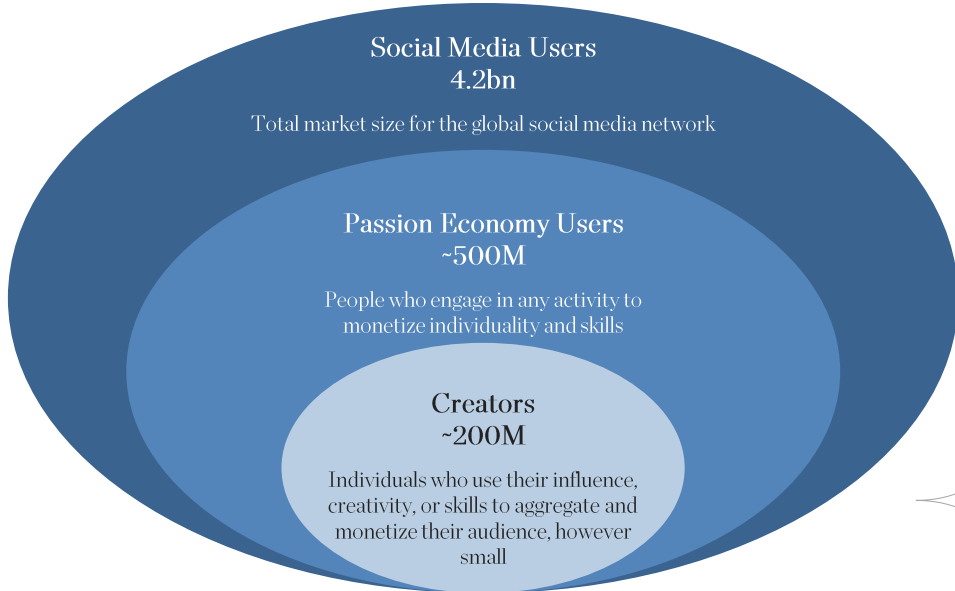 Social Media Users
4.2bn
Total market size for the global social media network
Passion Economy Users
~500M
People who engage in any activity to
monetize individuality and skills
Creators
~200M
Individuals who use their influence,
creativity, or skills to aggregate and
monetize their audience, however
small